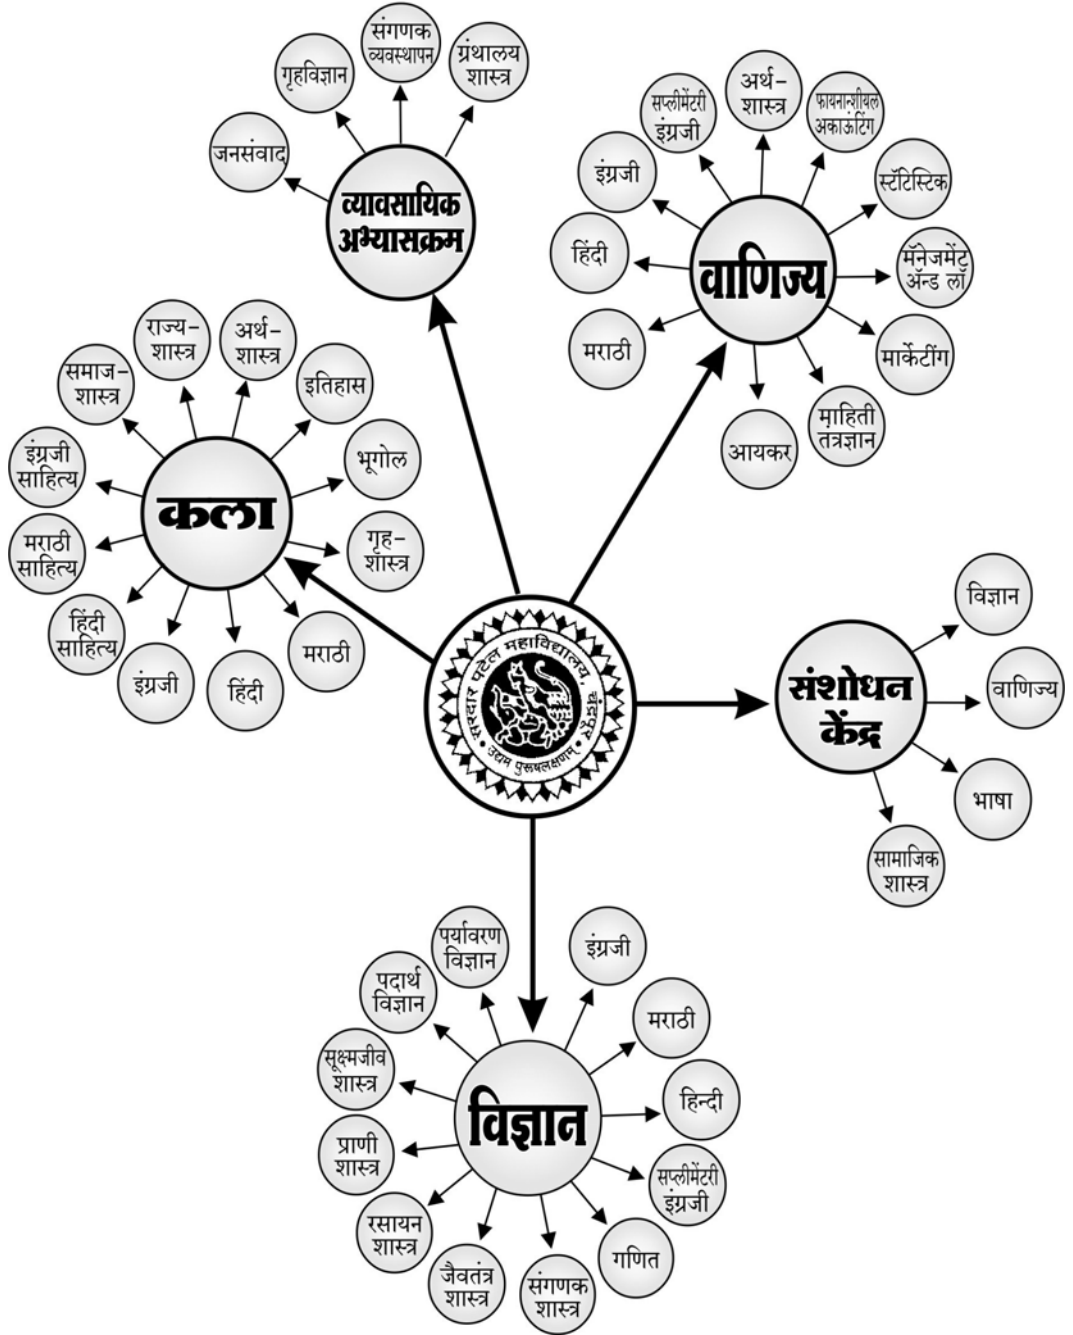 संगणक
व्यवस्थापन
ग्रंथालय
शास्त्र
गृहविज्ञान
जनसंवाद
व्यावसायिक
अभ्यासक्रम
अर्थ-
शास्त्र
फायनान्शीयल
अकाऊंटिंग
सप्लीमेंटरी
इंग्रजी
स्टॅटिस्टिक
इंग्रजी
हिंदी
मॅनेजमेंट
ॲन्ड लॉ
वाणिज्य
मराठी
मार्केटींग
माहिती
तंत्रज्ञान
आयकर
राज्य-
शास्त्र
अर्थ-
शास्त्र
समाज-
शास्त्र
इतिहास
इंग्रजी
साहित्य
भूगोल
कला
मराठी
साहित्य
गृह-
शास्त्र
हिंदी
साहित्य
मराठी
इंग्रजी
हिंदी
सरदार पटेल महाविद्यालय, चंद्रपूर
उद्यम पुरूषलक्षणम्
संशोधन
केंद्र
विज्ञान
वाणिज्य
भाषा
सामाजिक
शास्त्र
पर्यावरण
विज्ञान
इंग्रजी
पदार्थ
विज्ञान
मराठी
सूक्ष्मजीव
शास्त्र
हिन्दी
विज्ञान
प्राणी
शास्त्र
सप्लीमेंटरी
इंग्रजी
रसायन
शास्त्र
गणित
जैवतंत्र
शास्त्र
संगणक
शास्त्र